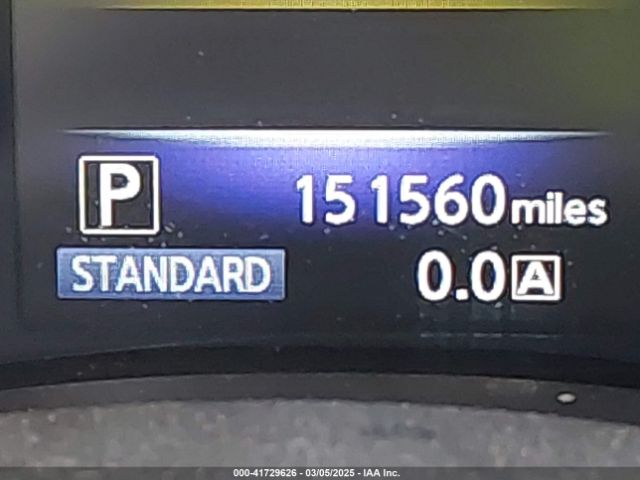 P 151560 miles
STANDARD 0.0 A
000-41729626 - 03/05/2025 - IAA Inc.